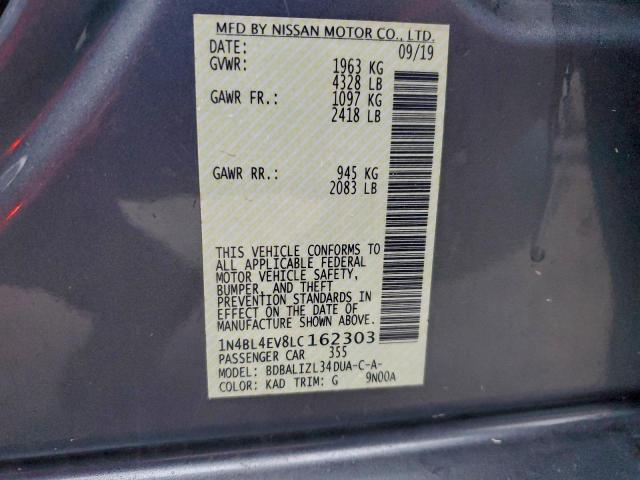 MFD BY NISSAN MOTOR CO., LTD.
DATE: 09/19
GVWR: 1963 KG
4328 LB
GAWR FR.: 1097 KG
2418 LB
GAWR RR.: 945 KG
2083 LB
THIS VEHICLE CONFORMS TO
ALL APPLICABLE FEDERAL
MOTOR VEHICLE SAFETY,
BUMPER, AND THEFT
PREVENTION STANDARDS IN
EFFECT ON THE DATE OF
MANUFACTURE SHOWN ABOVE.
1N4BL4EV8LC162303
PASSENGER CAR 355
MODEL: BDBALIZL34DUA-C-A-
COLOR: KAD TRIM: G 9N00A